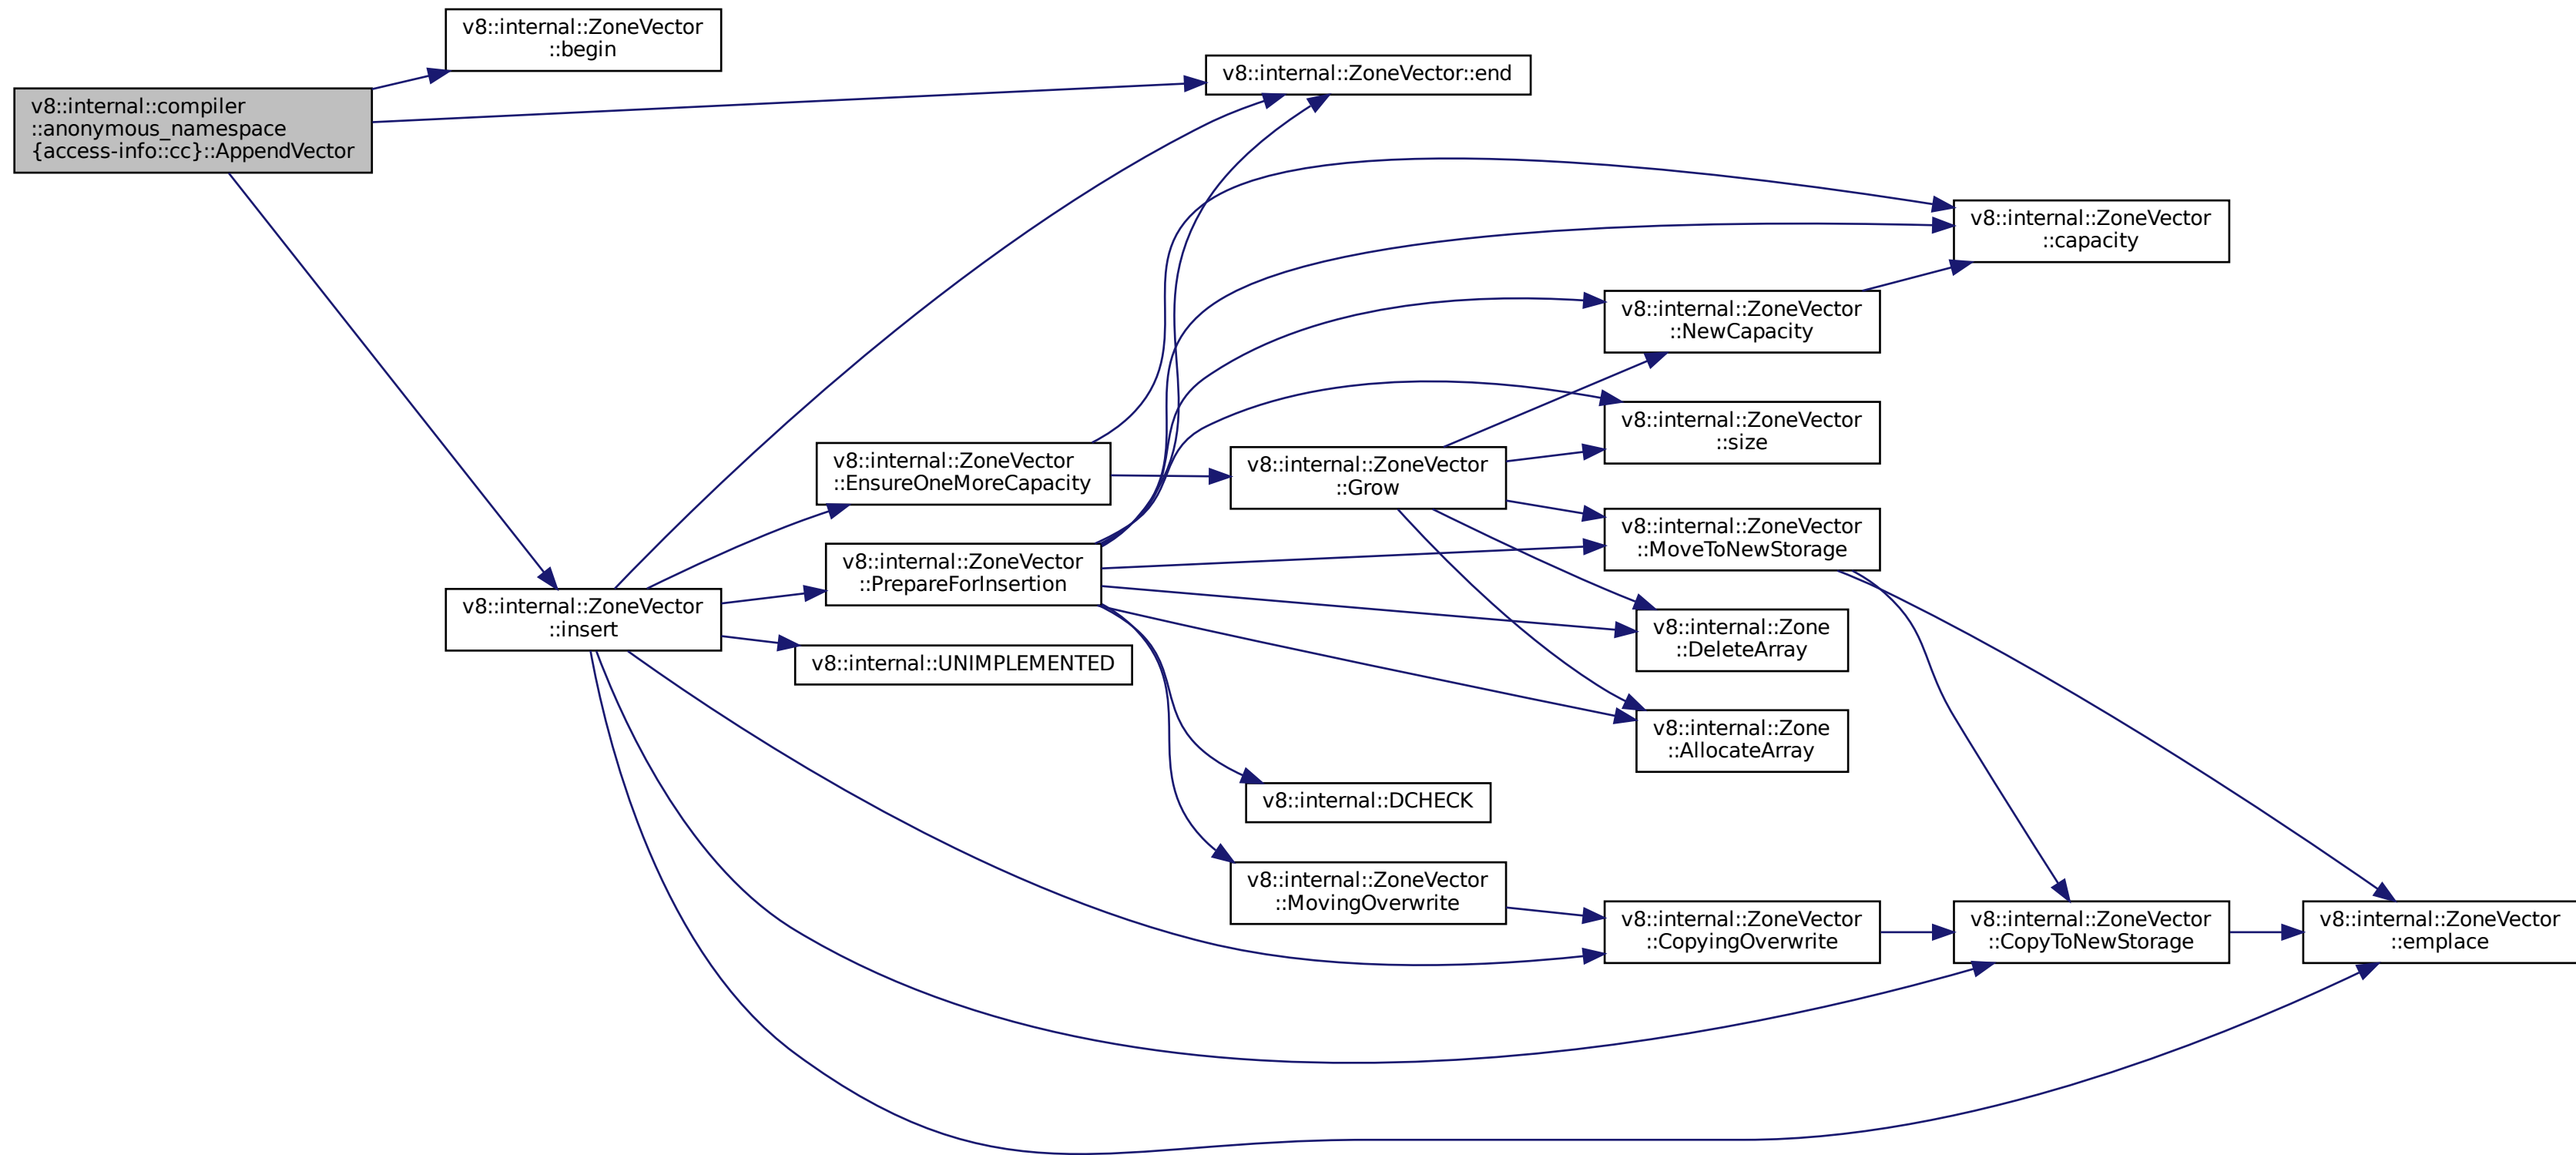 v8::internal::ZoneVector
::begin
v8::internal::ZoneVector::end
v8::internal::compiler
::anonymous_namespace
{access-info::cc}::AppendVector
v8::internal::ZoneVector
::capacity
v8::internal::ZoneVector
::NewCapacity
v8::internal::ZoneVector
::size
v8::internal::ZoneVector
::EnsureOneMoreCapacity
v8::internal::ZoneVector
::Grow
v8::internal::ZoneVector
::MoveToNewStorage
v8::internal::ZoneVector
::PrepareForInsertion
v8::internal::ZoneVector
::insert
v8::internal::Zone
::DeleteArray
v8::internal::UNIMPLEMENTED
v8::internal::Zone
::AllocateArray
v8::internal::DCHECK
v8::internal::ZoneVector
::MovingOverwrite
v8::internal::ZoneVector
::CopyingOverwrite
v8::internal::ZoneVector
::CopyToNewStorage
v8::internal::ZoneVector
::emplace